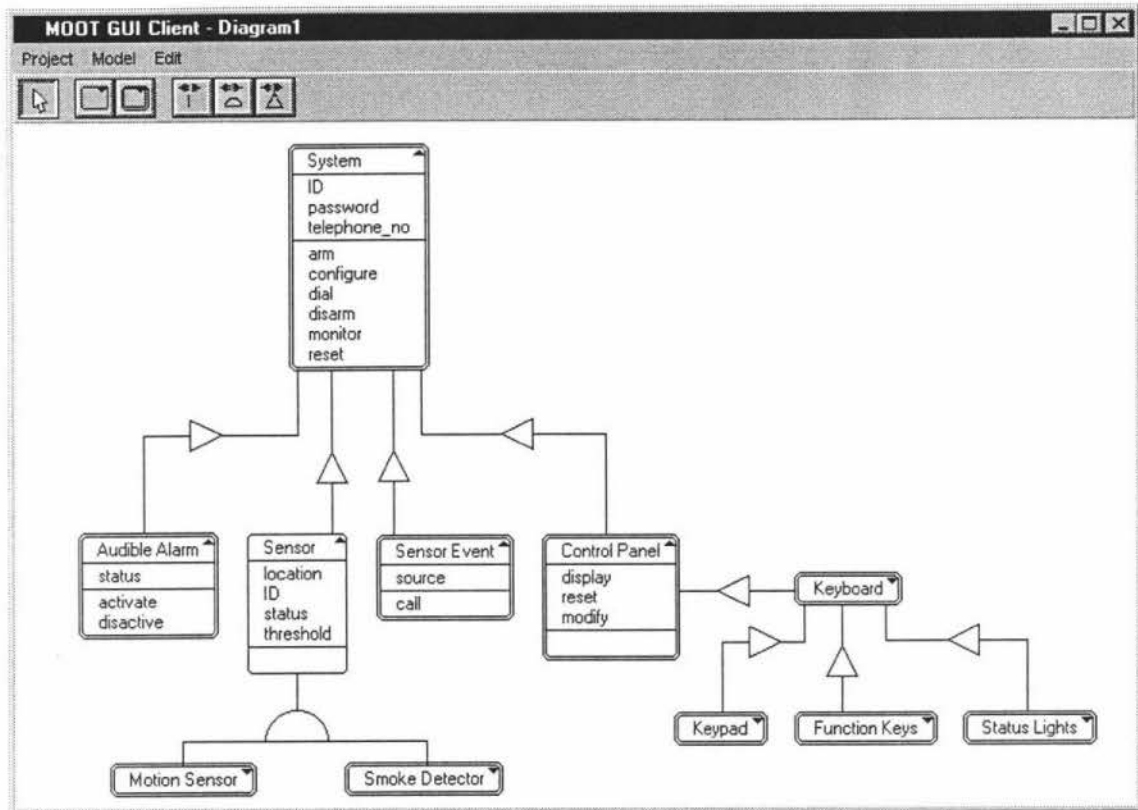 MOOT GUI Client - Diagram1
Project Model Edit
System
ID
password
telephone_no
arm
configure
dial
disarm
monitor
reset
Audible Alarm
status
activate
disactive
Sensor
location
ID
status
threshold
Sensor Event
source
call
Control Panel
display
reset
modify
Keyboard
Keypad
Function Keys
Status Lights
Motion Sensor
Smoke Detector